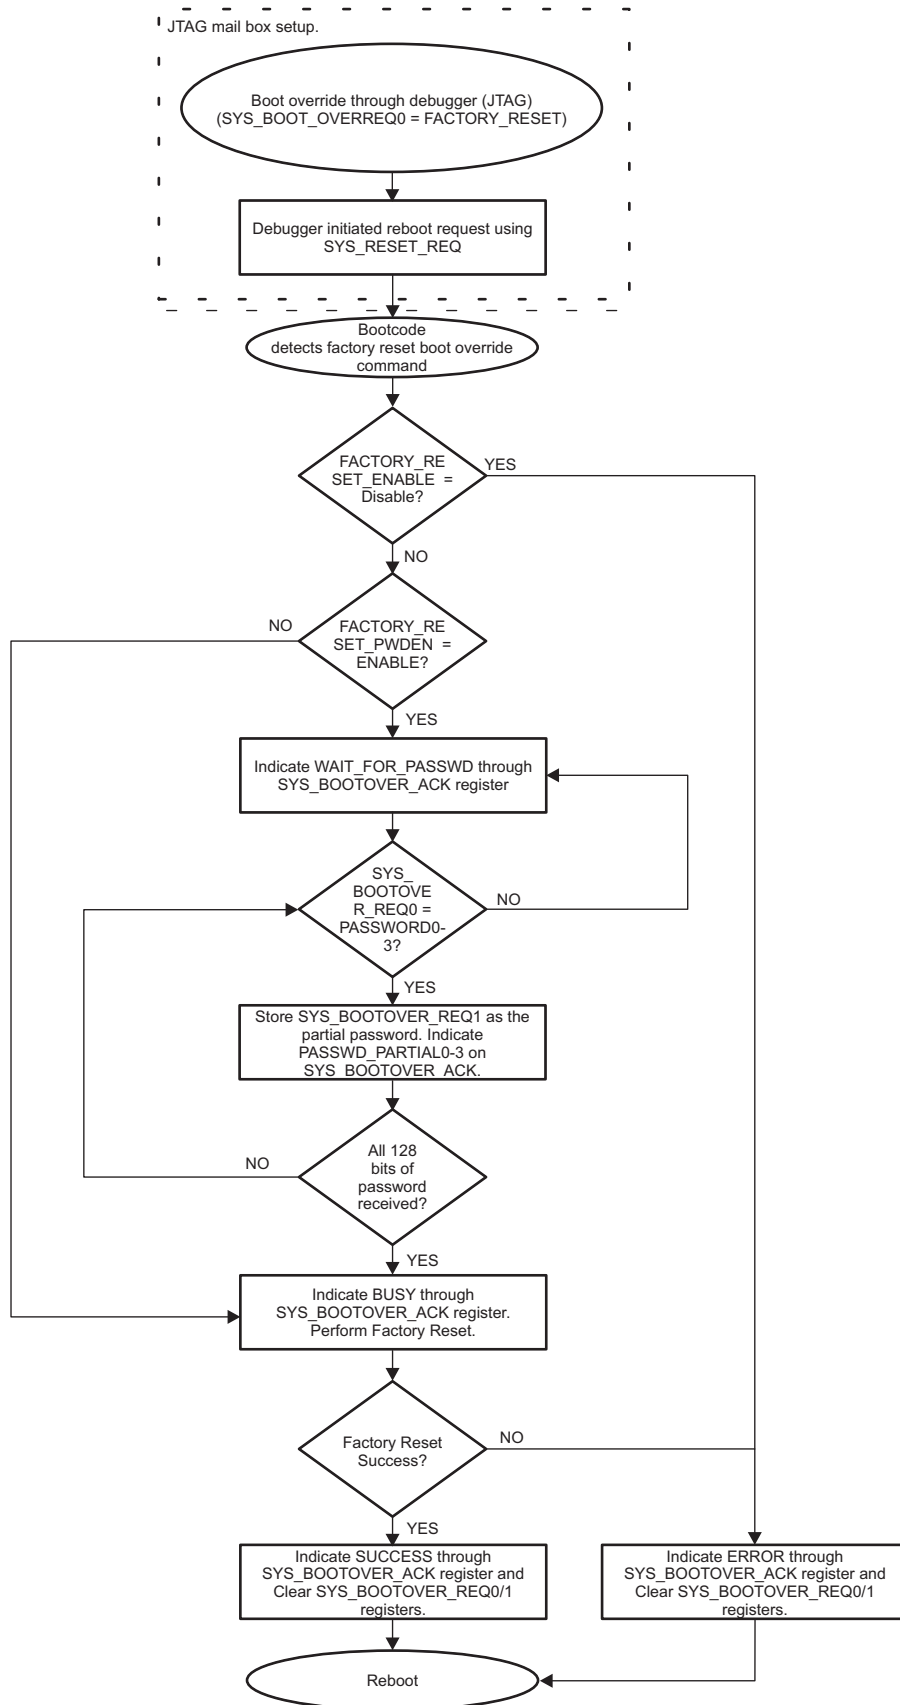 JTAG mail box setup.
Boot override through debugger (JTAG)
(SYS_BOOT_OVERREQ0 = FACTORY_RESET)
Debugger initiated reboot request using
SYS_RESET_REQ
Bootcode
detects factory reset boot override
command
FACTORY_RE
SET_ENABLE =
Disable?
YES
NO
FACTORY_RE
SET_PWDEN =
ENABLE?
NO
YES
Indicate WAIT_FOR_PASSWD through
SYS_BOOTOVER_ACK register
SYS_
BOOTOVE
R_REQ0 =
PASSWORD0-
3?
NO
YES
Store SYS_BOOTOVER_REQ1 as the
partial password. Indicate
PASSWD_PARTIAL0-3 on
SYS_BOOTOVER_ACK.
All 128
bits of
password
received?
NO
YES
Indicate BUSY through
SYS_BOOTOVER_ACK register.
Perform Factory Reset.
Factory Reset
Success?
NO
YES
Indicate SUCCESS through
SYS_BOOTOVER_ACK register and
Clear SYS_BOOTOVER_REQ0/1
registers.
Indicate ERROR through
SYS_BOOTOVER_ACK register and
Clear SYS_BOOTOVER_REQ0/1
registers.
Reboot